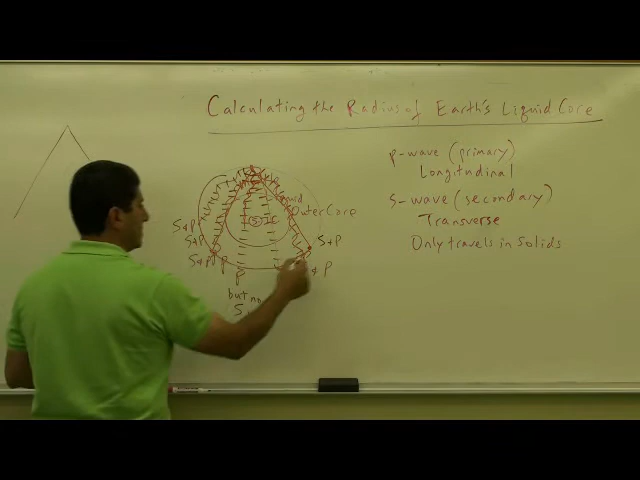 Calculating the Radius of Earth's Liquid Core
P-wave (primary)
Longitudinal
S-wave (secondary)
Transverse
Only travels in Solids
Liquid
Outer Core
(S) IC
S+P
S+P
S+P
S+P
P
P
but no
S